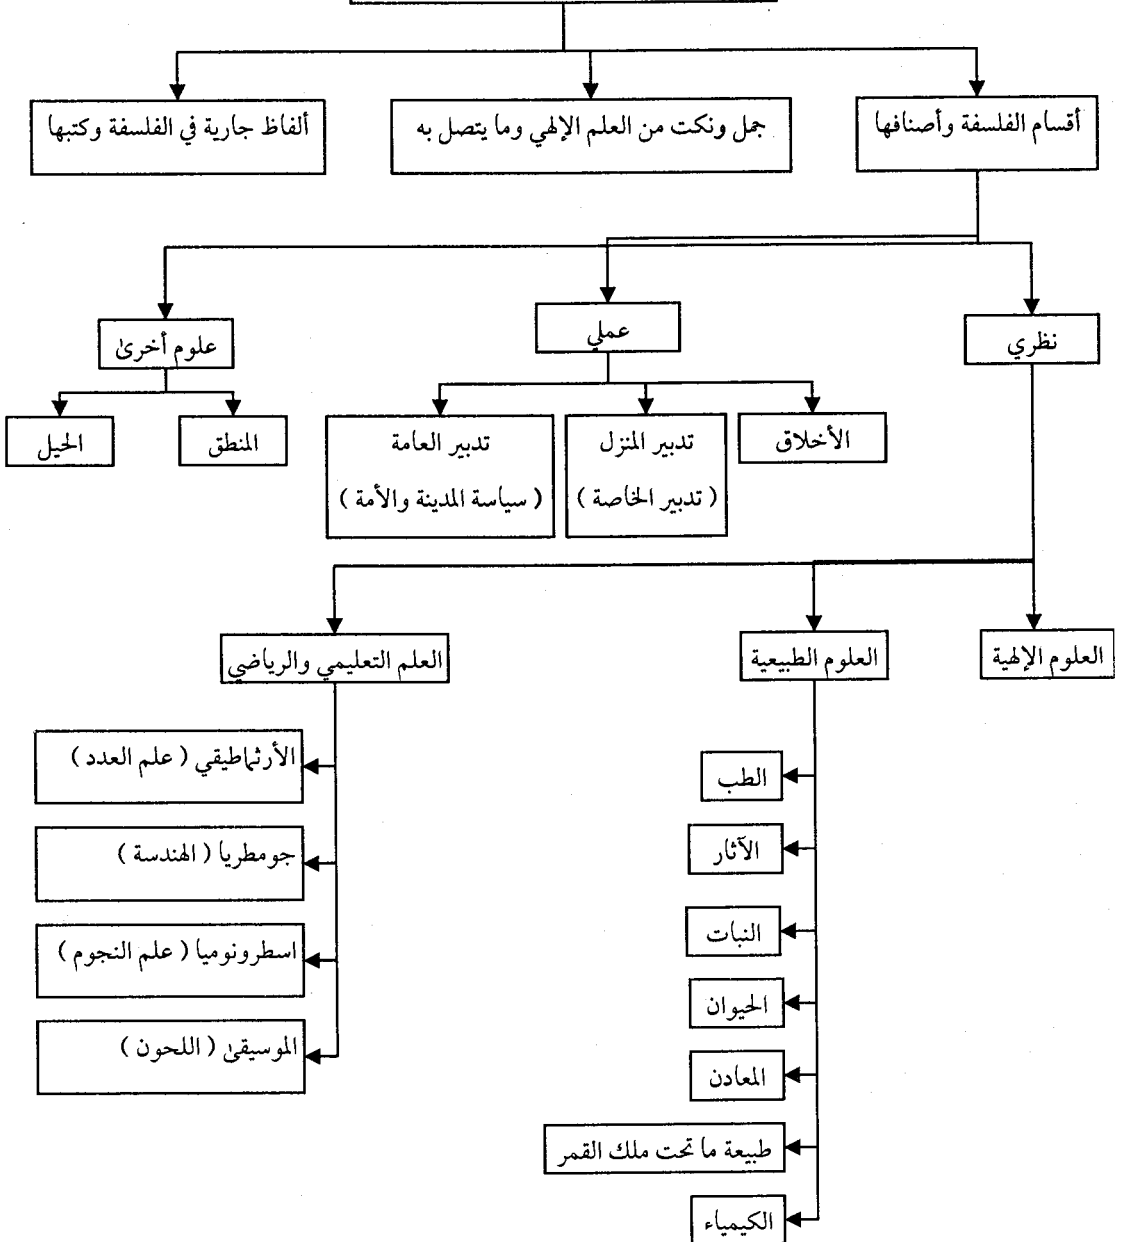 أقسام الفلسفة وأصنافها
جمل ونكت من العلم الإلهي وما يتصل به
ألفاظ جارية في الفلسفة وكتبها
نظري
عملي
علوم أخرىٰ
الأخلاق
تدبير المنزل
( تدبير الخاصة )
تدبير العامة
( سياسة المدينة والأمة )
المنطق
الحيل
العلوم الإلهية
العلوم الطبيعية
العلم التعليمي والرياضي
الطب
الآثار
النبات
الحيوان
المعادن
طبيعة ما تحت ملك القمر
الكيمياء
الأرثماطيقي ( علم العدد )
جومطريا ( الهندسة )
اسطرونوميا ( علم النجوم )
الموسيقىٰ ( اللحون )